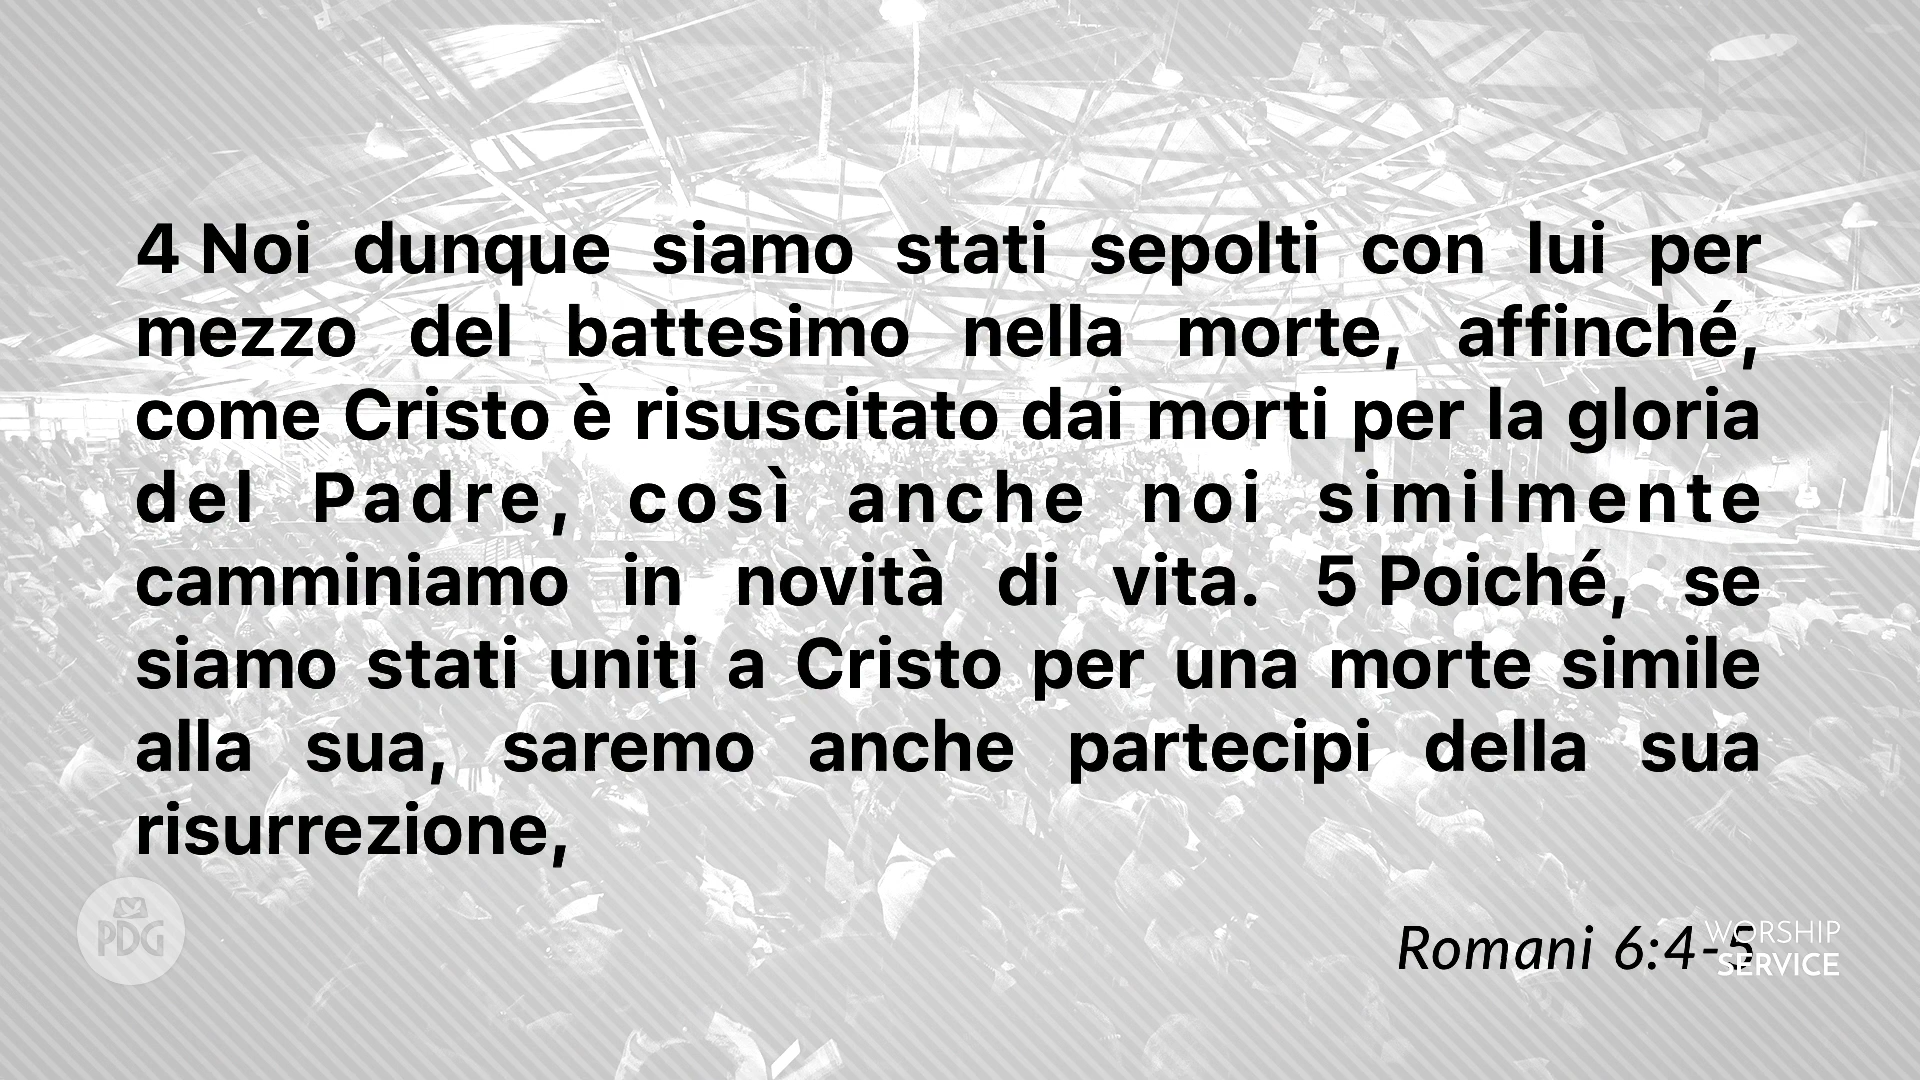 4 Noi dunque siamo stati sepolti con lui per
mezzo del battesimo nella morte, affinché,
come Cristo è risuscitato dai morti per la gloria
del Padre, così anche noi similmente
camminiamo in novità di vita. 5 Poiché, se
siamo stati uniti a Cristo per una morte simile
alla sua, saremo anche partecipi della sua
risurrezione,
PDG
Romani 6:4-5
WORSHIP
SERVICE